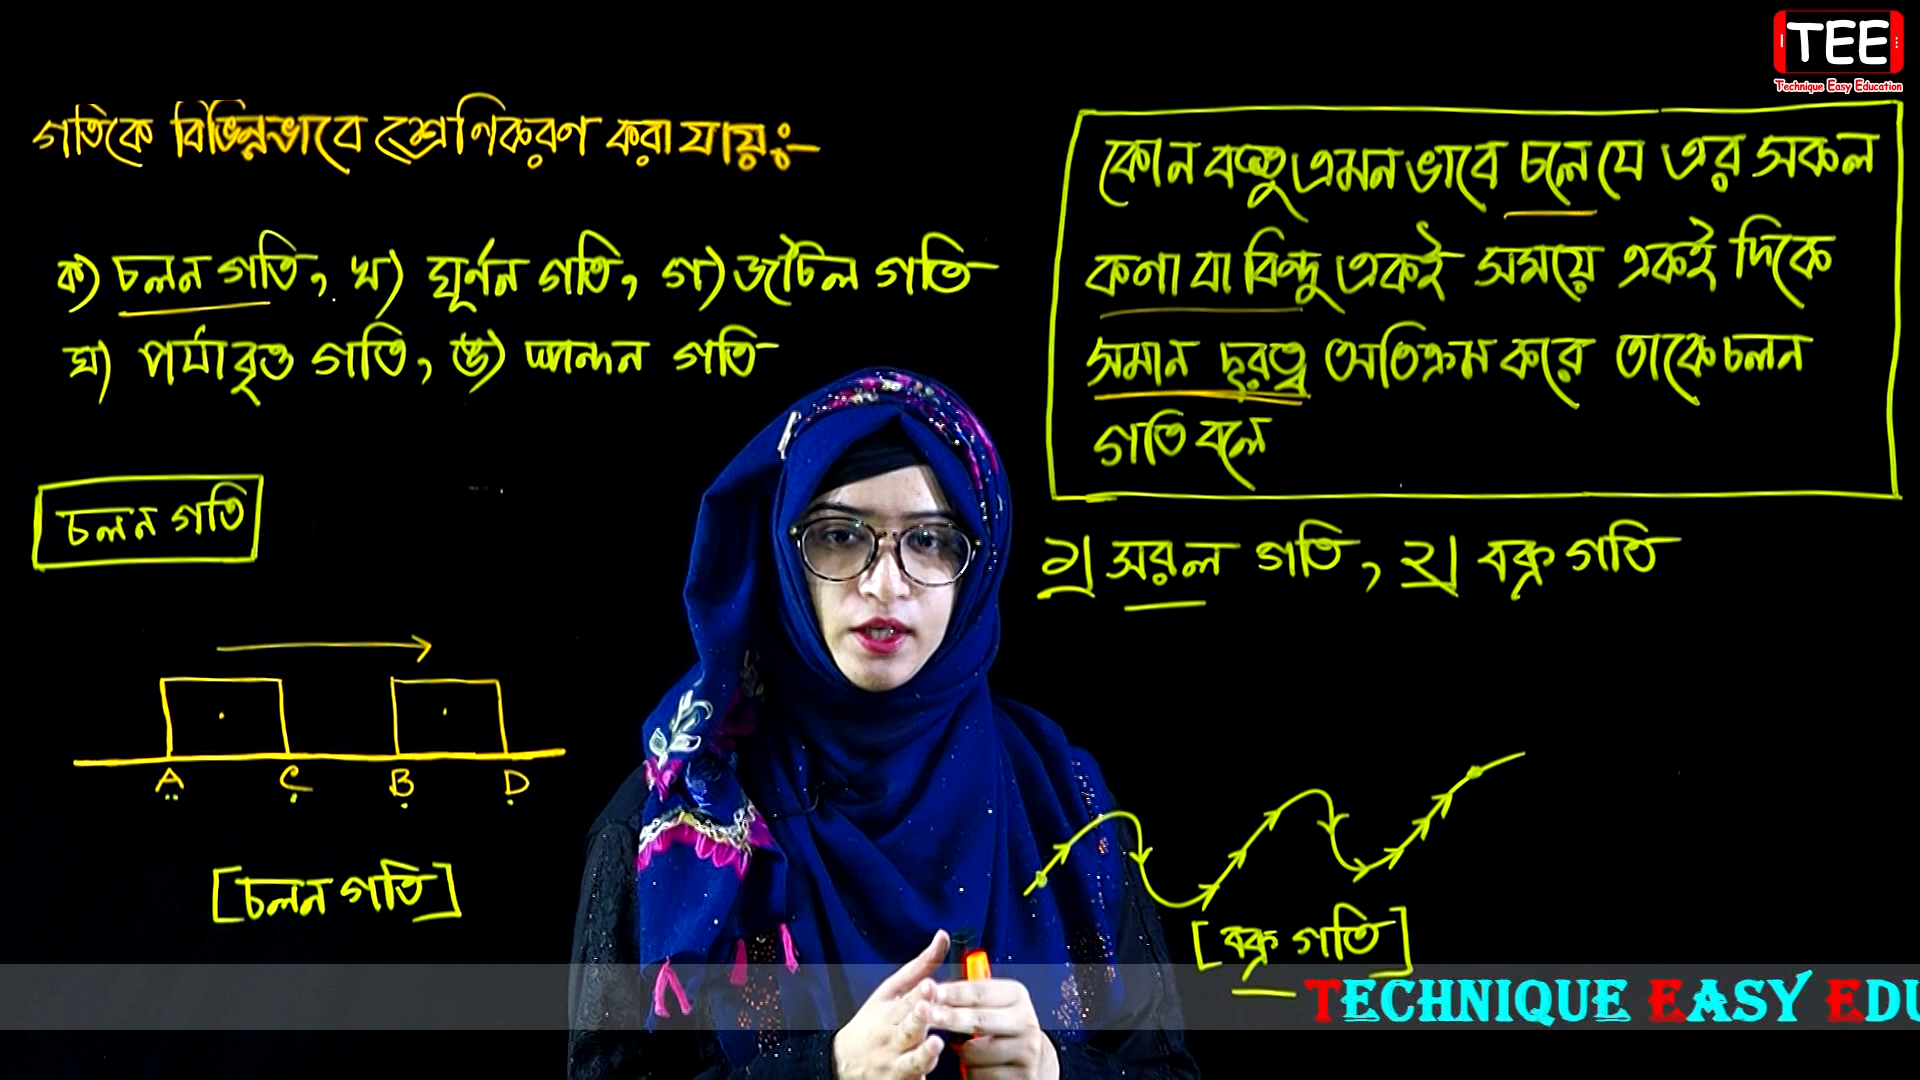 TEE
Technique Easy Education
গতিকে বিভিন্নভাবে শ্রেণিকরণ করা যায়ঃ-
ক) চলন গতি, খ) ঘূর্ণন গতি, গ) জটিল গতি
ঘ) পর্যাবৃত্ত গতি, ঙ) স্পন্দন গতি
চলন গতি
A C B D
[চলন গতি]
কোন বস্তু এমন ভাবে চলে যে এর সকল
কণা বা বিন্দু একই সময়ে একই দিকে
সমান দূরত্ব অতিক্রম করে তাকে চলন
গতি বলে
১) সরল গতি, ২) বক্র গতি
[বক্র গতি]
TECHNIQUE EASY EDU